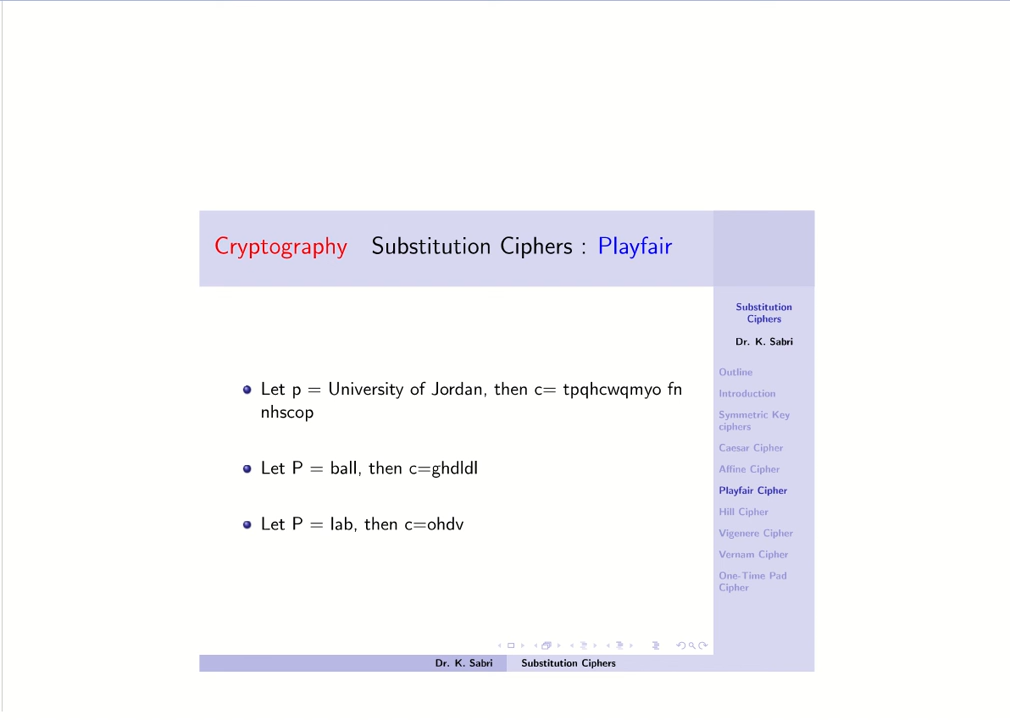 Cryptography Substitution Ciphers : Playfair
Let p = University of Jordan, then c= tpqhcwqmyo fn
nhscop
Let P = ball, then c=ghdldl
Let P = lab, then c=ohdv
Substitution
Ciphers
Dr. K. Sabri
Outline
Introduction
Symmetric Key
ciphers
Caesar Cipher
Affine Cipher
Playfair Cipher
Hill Cipher
Vigenere Cipher
Vernam Cipher
One-Time Pad
Cipher
Dr. K. Sabri Substitution Ciphers